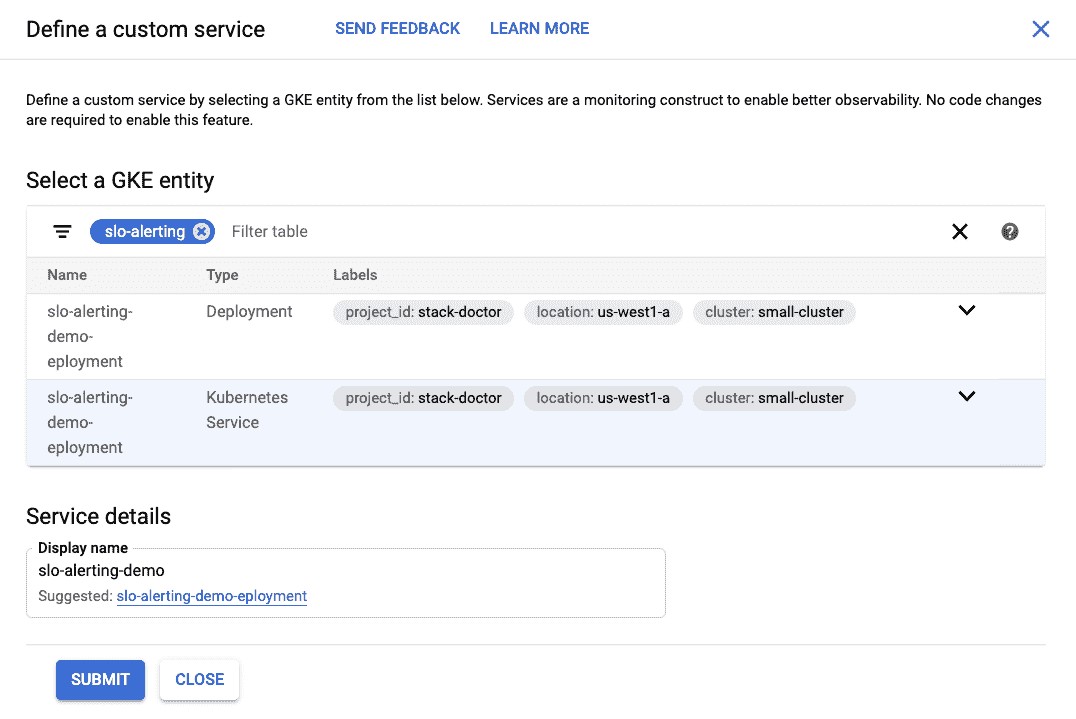 Define a custom service SEND FEEDBACK LEARN MORE
Define a custom service by selecting a GKE entity from the list below. Services are a monitoring construct to enable better observability. No code changes
are required to enable this feature.
Select a GKE entity
slo-alerting Filter table
Name Type Labels
slo-alerting- Deployment project_id: stack-doctor location: us-west1-a cluster: small-cluster
demo-
eployment
slo-alerting- Kubernetes project_id: stack-doctor location: us-west1-a cluster: small-cluster
demo- Service
eployment
Service details
Display name
slo-alerting-demo
Suggested: slo-alerting-demo-eployment
SUBMIT CLOSE